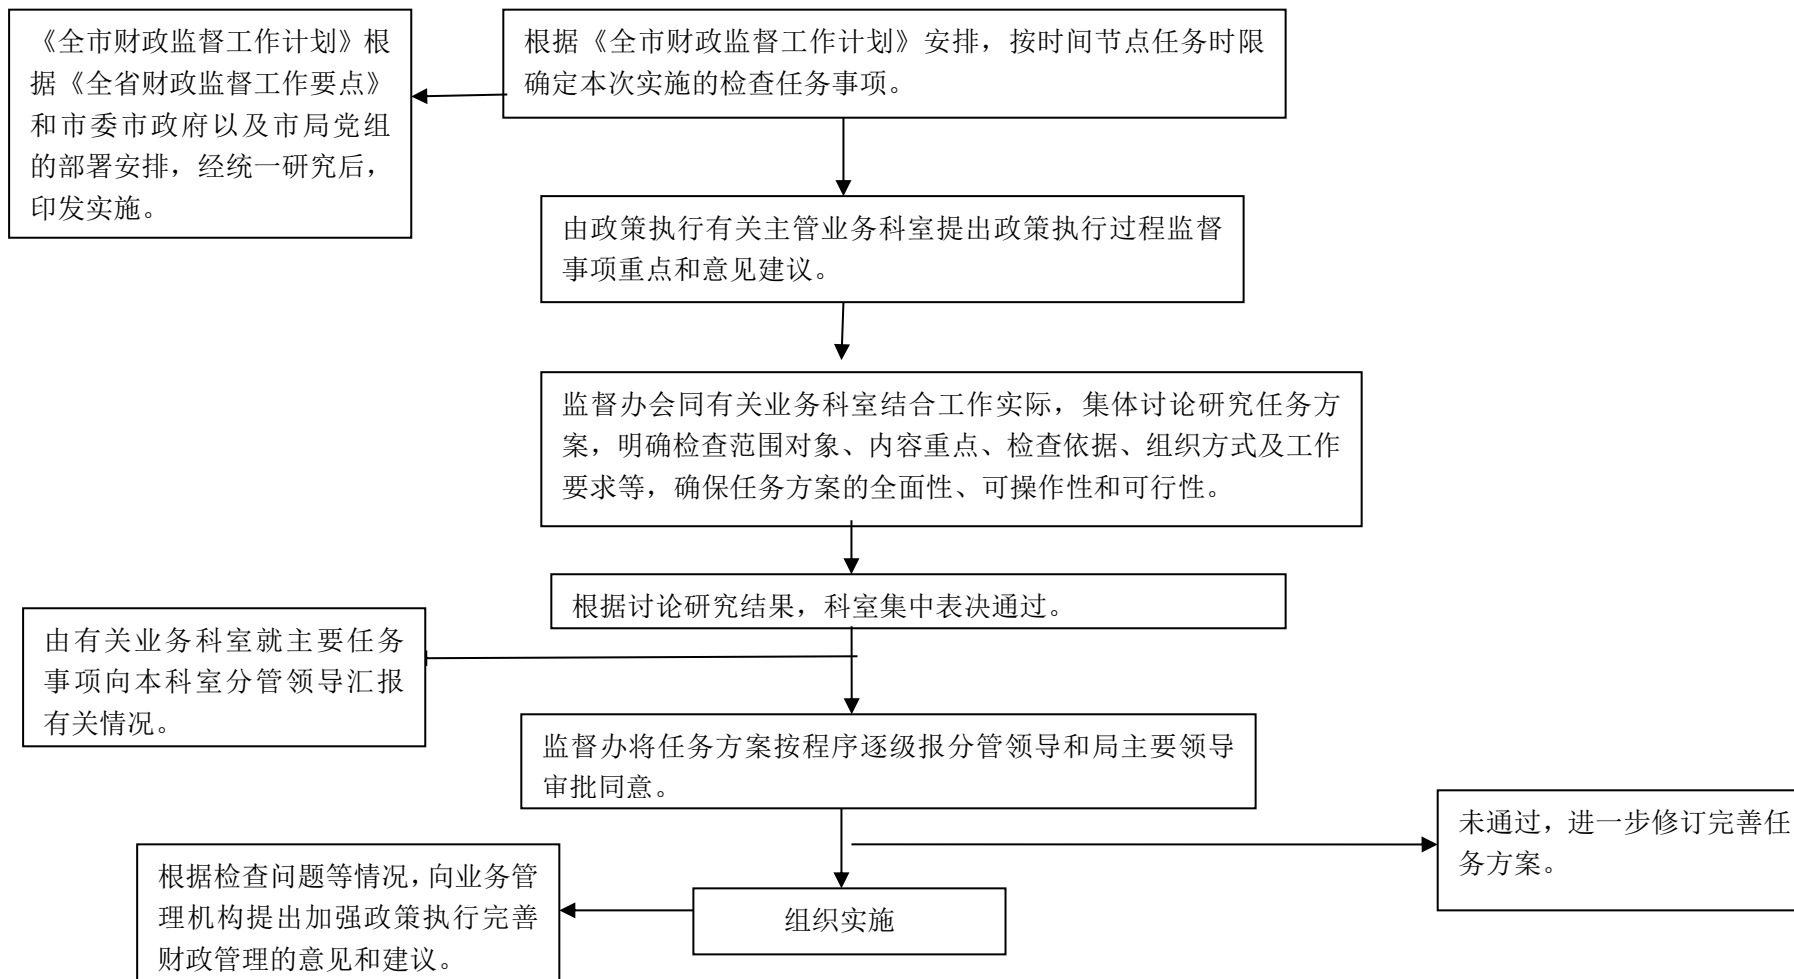 《全市财政监督工作计划》根
据《全省财政监督工作要点》
和市委市政府以及市局党组
的部署安排，经统一研究后，
印发实施。
根据《全市财政监督工作计划》安排，按时间节点任务时限
确定本次实施的检查任务事项。
由政策执行有关主管业务科室提出政策执行过程监督
事项重点和意见建议。
监督办会同有关业务科室结合工作实际，集体讨论研究任务方
案，明确检查范围对象、内容重点、检查依据、组织方式及工作
要求等，确保任务方案的全面性、可操作性和可行性。
根据讨论研究结果，科室集中表决通过。
由有关业务科室就主要任务
事项向本科室分管领导汇报
有关情况。
监督办将任务方案按程序逐级报分管领导和局主要领导
审批同意。
未通过，进一步修订完善任
务方案。
根据检查问题等情况，向业务管
理机构提出加强政策执行完善
财政管理的意见和建议。
组织实施